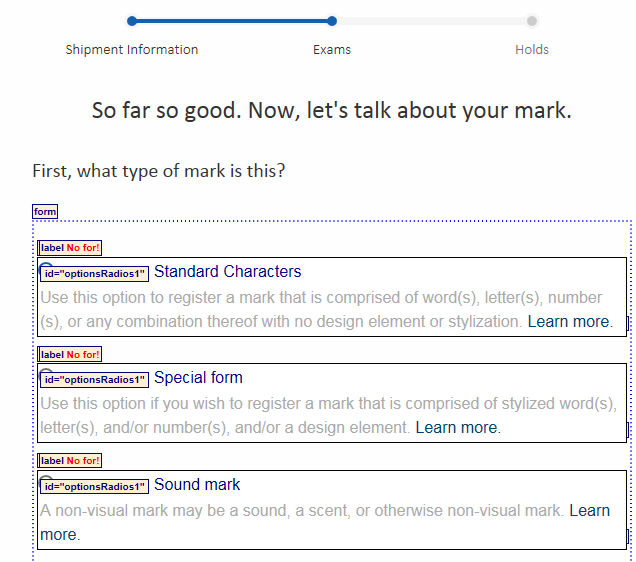 Shipment Information Exams Holds
So far so good. Now, let's talk about your mark.
First, what type of mark is this?
form
label No for!
id="optionsRadios1" Standard Characters
Use this option to register a mark that is comprised of word(s), letter(s), number
(s), or any combination thereof with no design element or stylization. Learn more.
label No for!
id="optionsRadios1" Special form
Use this option if you wish to register a mark that is comprised of stylized word(s),
letter(s), and/or number(s), and/or a design element. Learn more.
label No for!
id="optionsRadios1" Sound mark
A non-visual mark may be a sound, a scent, or otherwise non-visual mark. Learn
more.